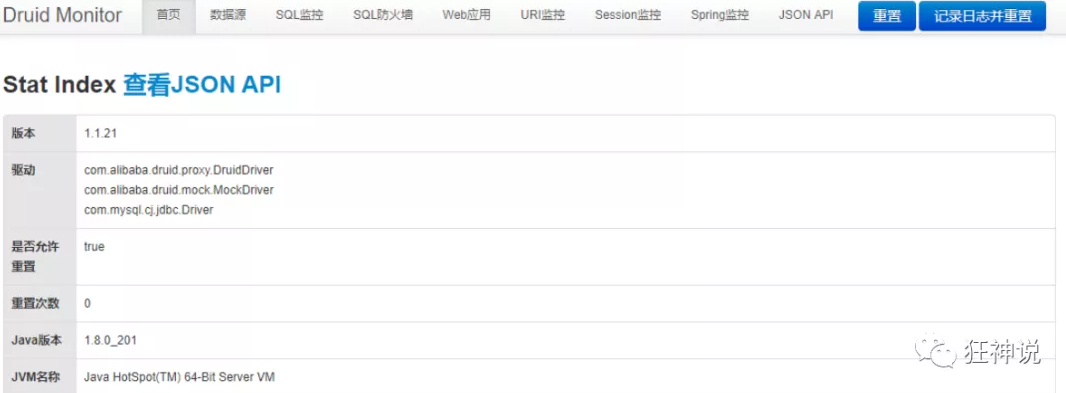 Druid Monitor 首页 数据源 SQL监控 SQL防火墙 Web应用 URI监控 Session监控 Spring监控 JSON API 重置 记录日志并重置
Stat Index 查看JSON API
版本 1.1.21
驱动 com.alibaba.druid.proxy.DruidDriver
com.alibaba.druid.mock.MockDriver
com.mysql.cj.jdbc.Driver
是否允许 true
重置
重置次数 0
Java版本 1.8.0_201
JVM名称 Java HotSpot(TM) 64-Bit Server VM
狂神说